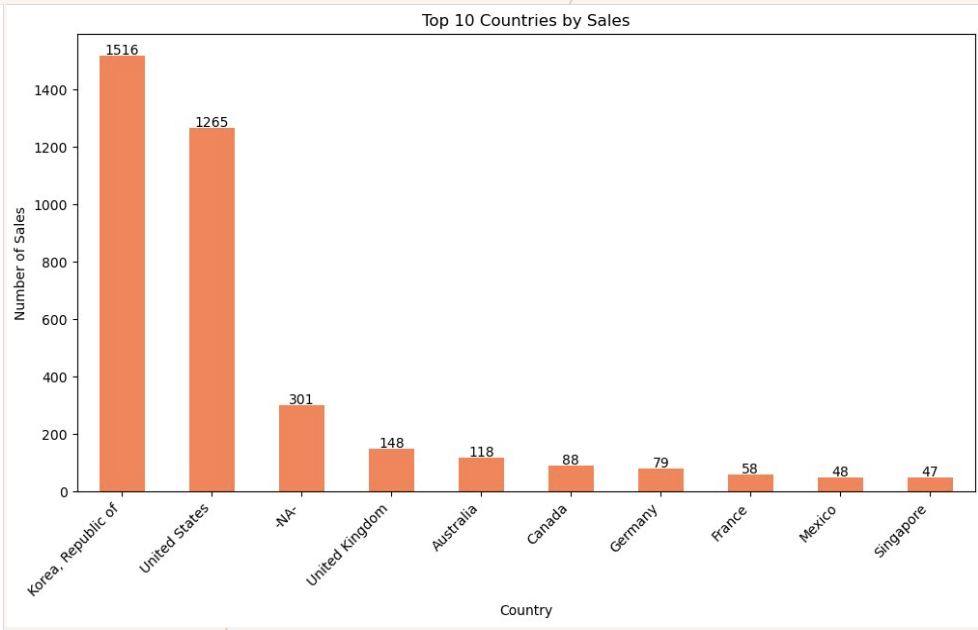 Top 10 Countries by Sales
1516
1265
301
148
118
88
79
58
48
47
1400
1200
1000
800
600
400
200
0
Number of Sales
Korea, Republic of
United States
-NA-
United Kingdom
Australia
Canada
Germany
France
Mexico
Singapore
Country